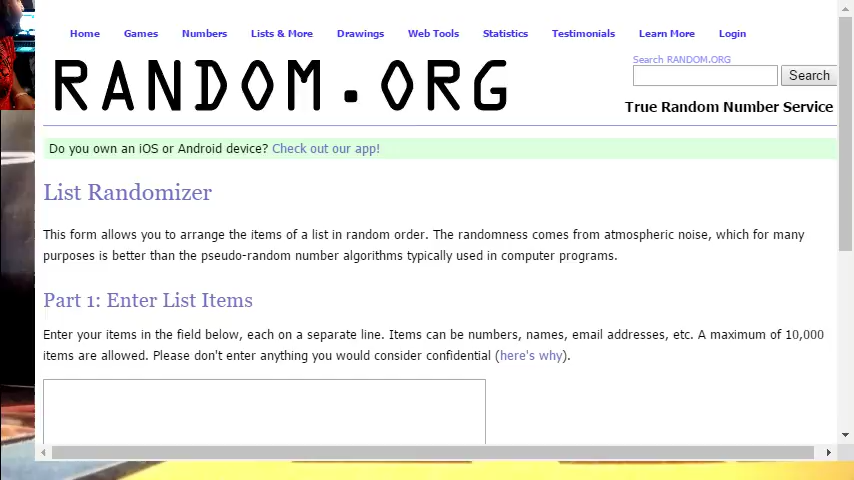 Home Games Numbers Lists & More Drawings Web Tools Statistics Testimonials Learn More Login
RANDOM.ORG
Search RANDOM.ORG
Search
True Random Number Service
Do you own an iOS or Android device? Check out our app!
List Randomizer
This form allows you to arrange the items of a list in random order. The randomness comes from atmospheric noise, which for many
purposes is better than the pseudo-random number algorithms typically used in computer programs.
Part 1: Enter List Items
Enter your items in the field below, each on a separate line. Items can be numbers, names, email addresses, etc. A maximum of 10,000
items are allowed. Please don't enter anything you would consider confidential (here's why).